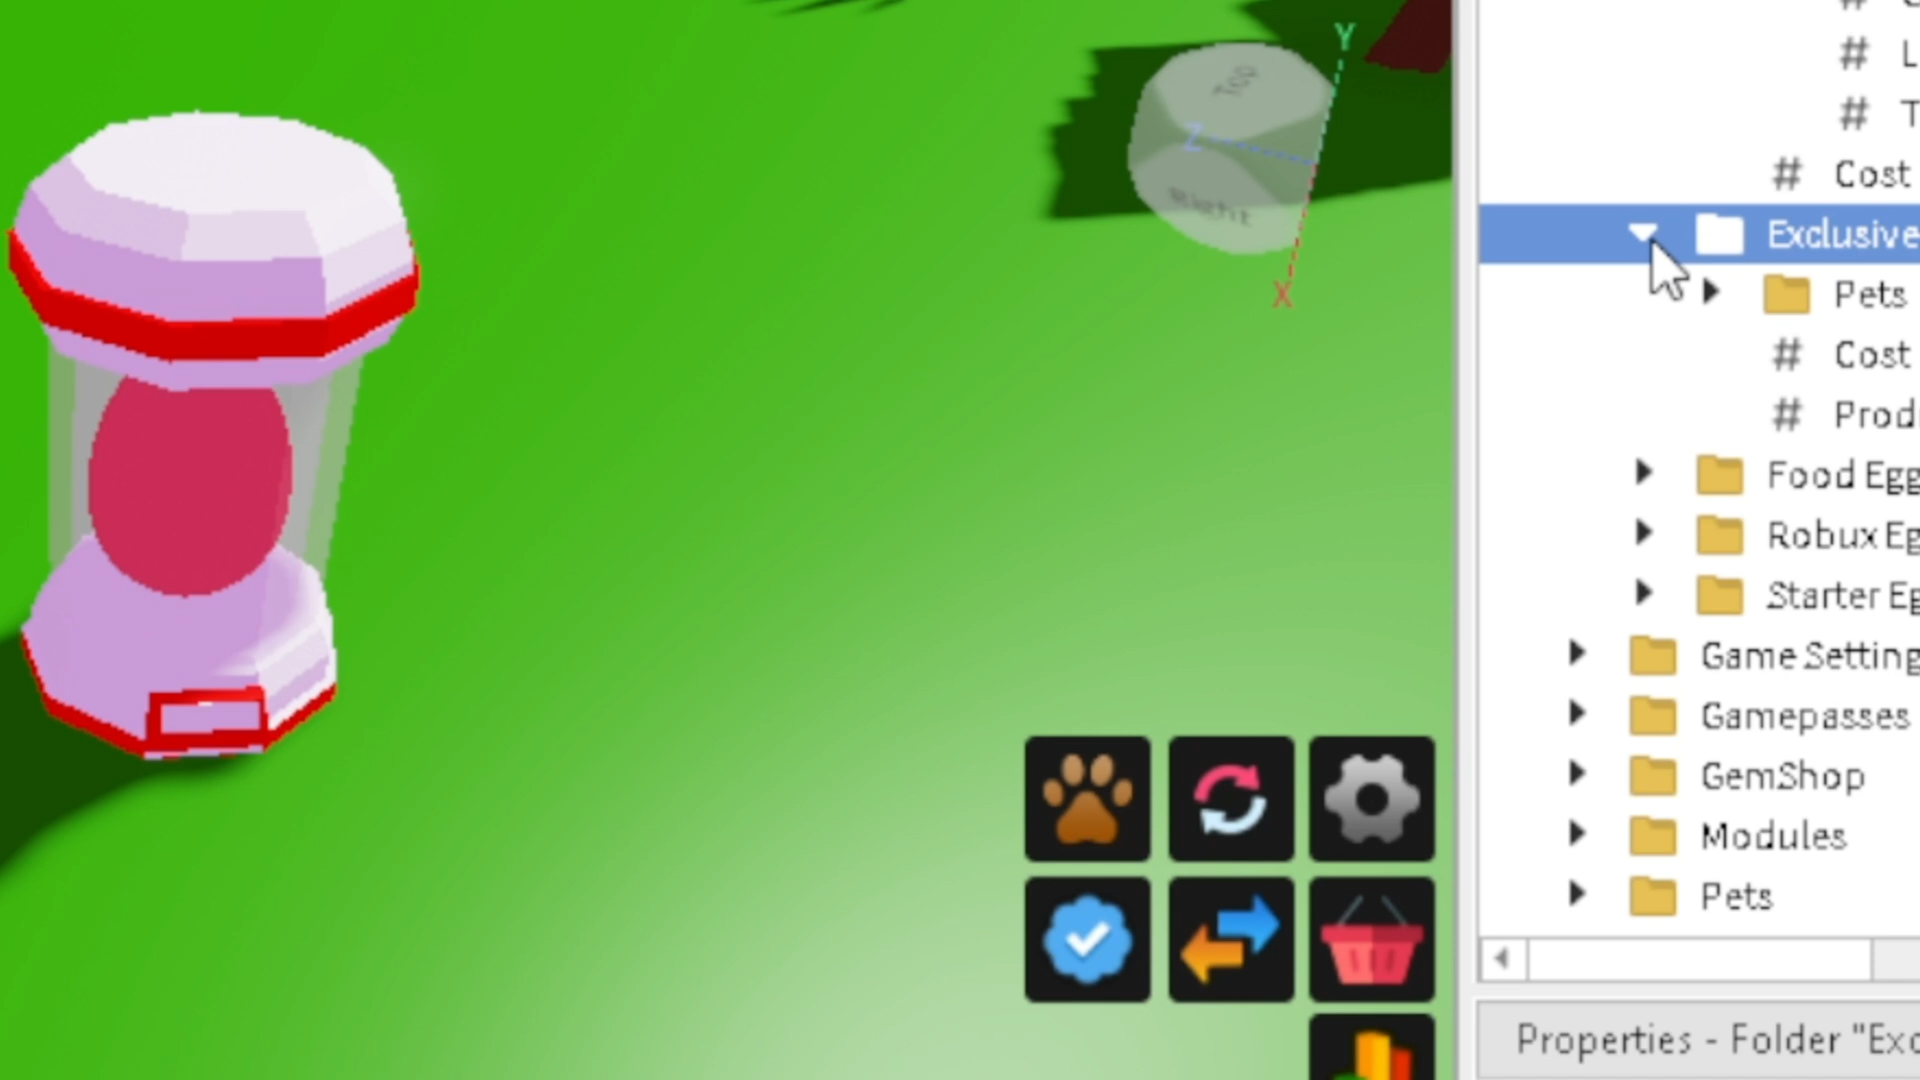 Y
Top
Z
Right
X
# L
# T
# Cost
Exclusive
Pets
# Cost
# Prod
Food Egg
Robux Eg
Starter Eg
Game Setting
Gamepasses
GemShop
Modules
Pets
Properties - Folder "Exc